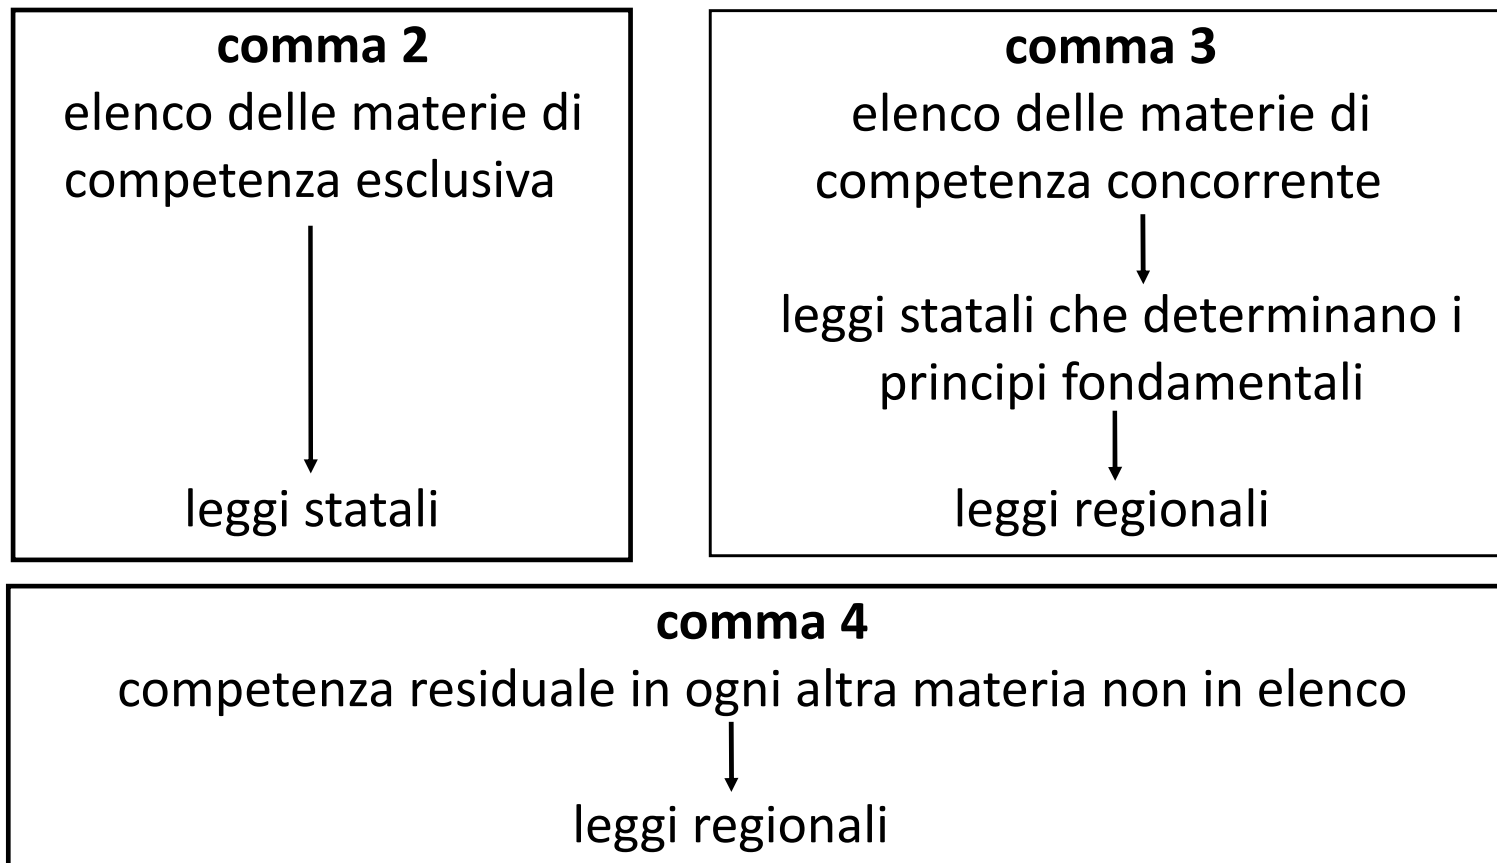 comma 2
elenco delle materie di
competenza esclusiva
leggi statali
comma 3
elenco delle materie di
competenza concorrente
leggi statali che determinano i
principi fondamentali
leggi regionali
comma 4
competenza residuale in ogni altra materia non in elenco
leggi regionali